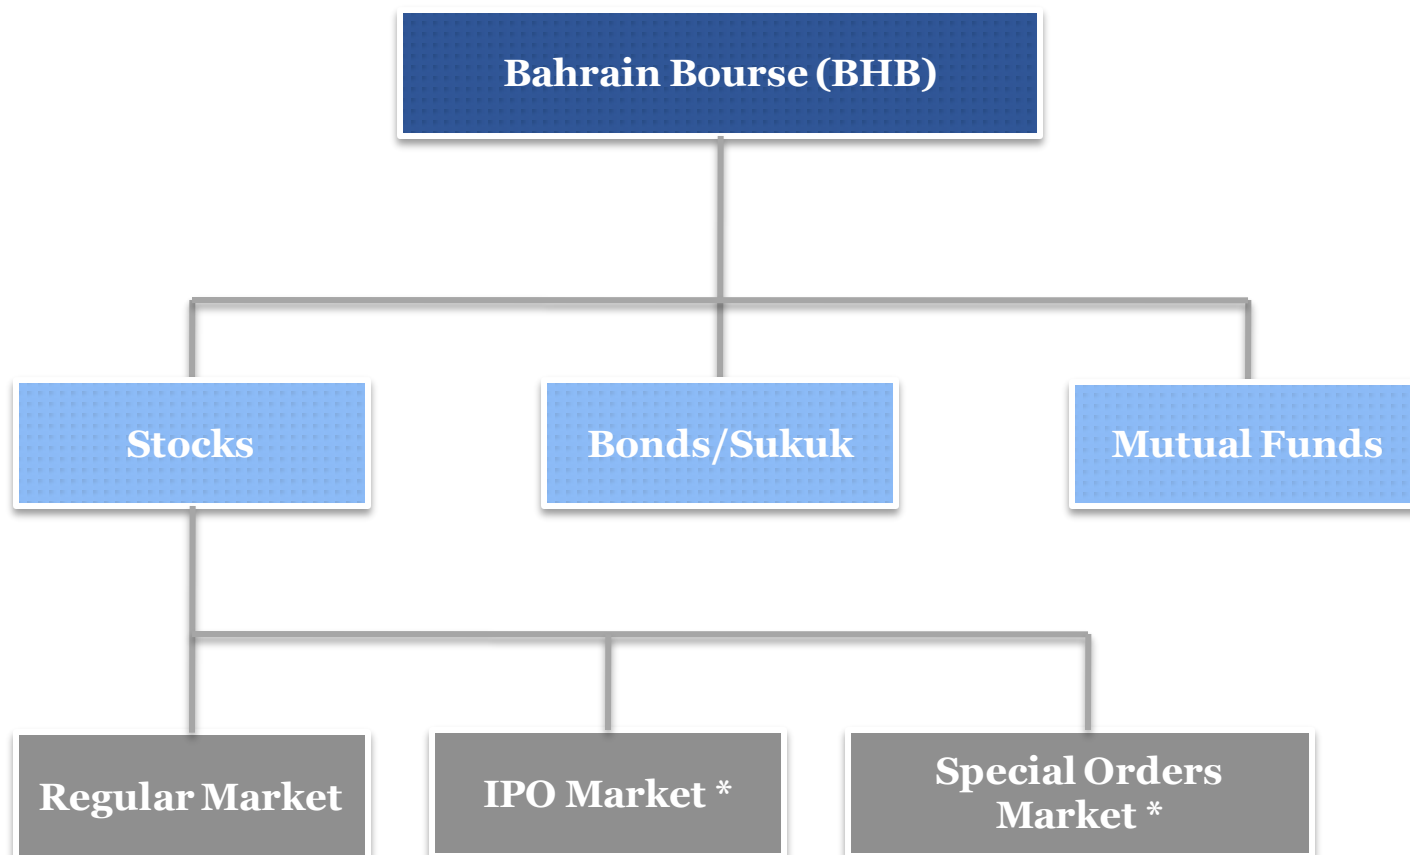 Bahrain Bourse (BHB)
Stocks
Bonds/Sukuk
Mutual Funds
Regular Market
IPO Market *
Special Orders
Market *